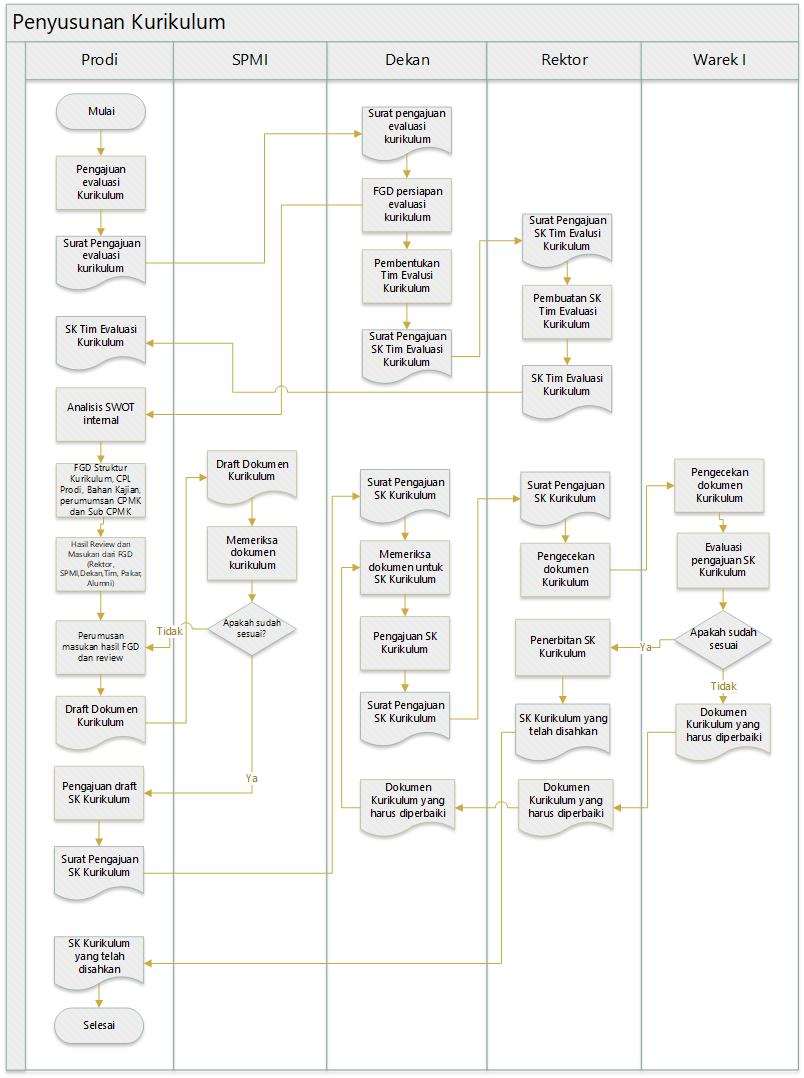 Penyusunan Kurikulum
Prodi
SPMI
Dekan
Rektor
Warek I
Mulai
Pengajuan
evaluasi
Kurikulum
Surat Pengajuan
evaluasi
kurikulum
SK Tim Evaluasi
Kurikulum
Analisis SWOT
internal
FGD Struktur
Kurikulum, CPL
Prodi, Bahan Kajian,
perumumsan CPMK
dan Sub CPMK
Hasil Review dan
Masukan dari FGD
(Rektor,
SPMI,Dekan,Tim, Pakar,
Alumni)
Perumusan
masukan hasil FGD
dan review
Draft Dokumen
Kurikulum
Pengajuan draft
SK Kurikulum
Surat Pengajuan
SK Kurikulum
SK Kurikulum
yang telah
disahkan
Selesai
Draft Dokumen
Kurikulum
Memeriksa
dokumen
kurikulum
Apakah sudah
sesuai?
Tidak
Ya
Surat pengajuan
evaluasi
kurikulum
FGD persiapan
evaluasi
kurikulum
Pembentukan
Tim Evalusi
Kurikulum
Surat Pengajuan
SK Tim Evaluasi
Kurikulum
Surat Pengajuan
SK Kurikulum
Memeriksa
dokumen untuk
SK Kurikulum
Pengajuan SK
Kurikulum
Surat Pengajuan
SK Kurikulum
Dokumen
Kurikulum yang
harus diperbaiki
Surat Pengajuan
SK Tim Evalusi
Kurikulum
Pembuatan SK
Tim Evaluasi
Kurikulum
SK Tim Evaluasi
Kurikulum
Surat Pengajuan
SK Kurikulum
Pengecekan
dokumen
Kurikulum
Penerbitan SK
Kurikulum
SK Kurikulum yang
telah disahkan
Dokumen
Kurikulum yang
harus diperbaiki
Pengecekan
dokumen
Kurikulum
Evaluasi
pengajuan SK
Kurikulum
Apakah sudah
sesuai
Ya
Tidak
Dokumen
Kurikulum yang
harus diperbaiki